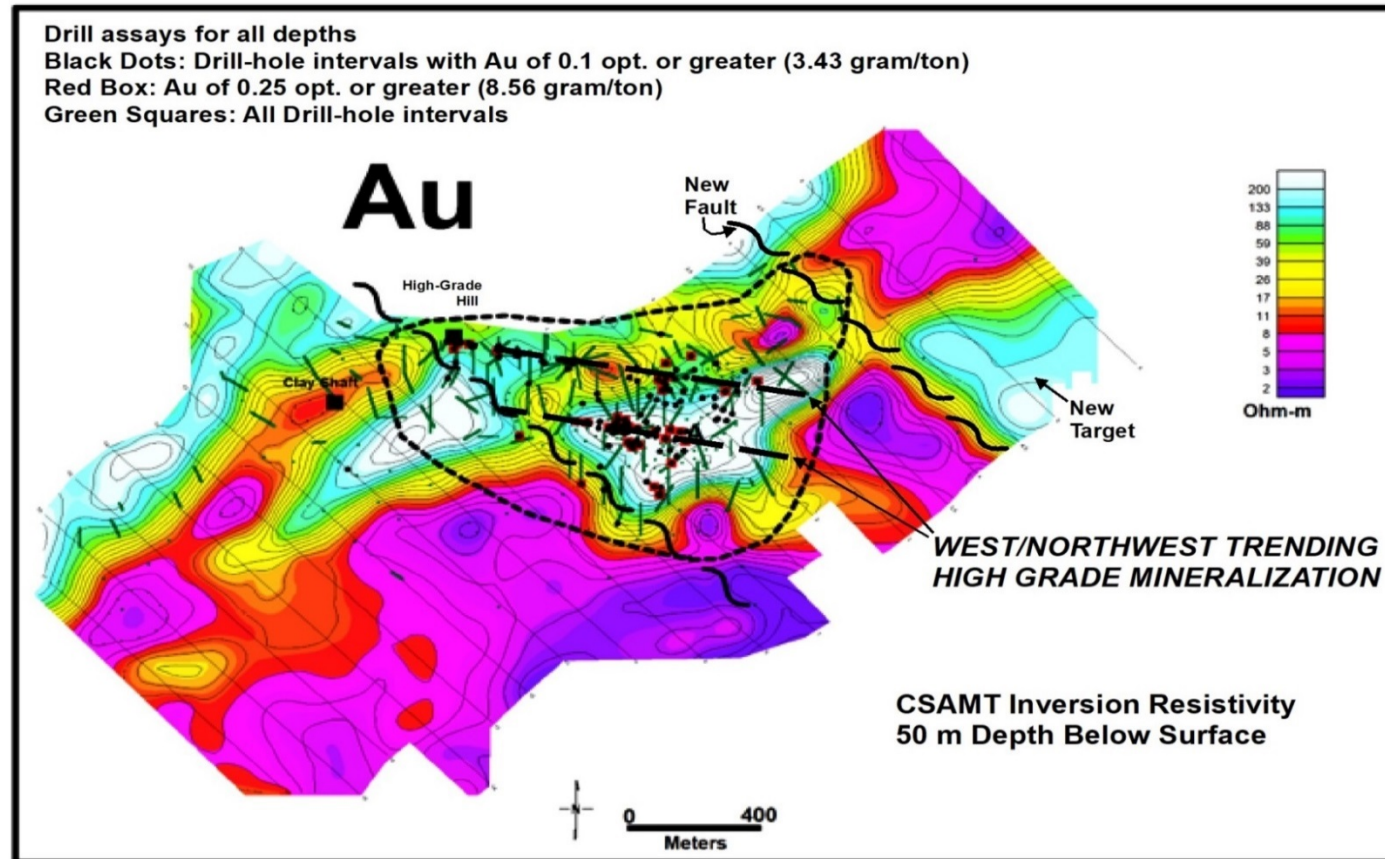 Drill assays for all depths
Black Dots: Drill-hole intervals with Au of 0.1 opt. or greater (3.43 gram/ton)
Red Box: Au of 0.25 opt. or greater (8.56 gram/ton)
Green Squares: All Drill-hole intervals
Au
New
Fault
High-Grade
Hill
Clay Shaft
200
133
88
59
39
26
17
11
8
5
3
2
Ohm-m
New
Target
WEST/NORTHWEST TRENDING
HIGH GRADE MINERALIZATION
CSAMT Inversion Resistivity
50 m Depth Below Surface
N
0 400
Meters